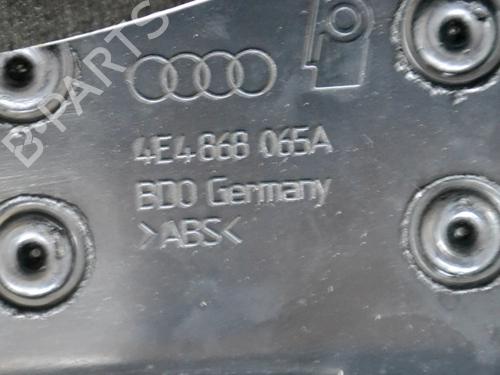 B-PARTS
4E4 868 065A
BDO Germany
>ABS<